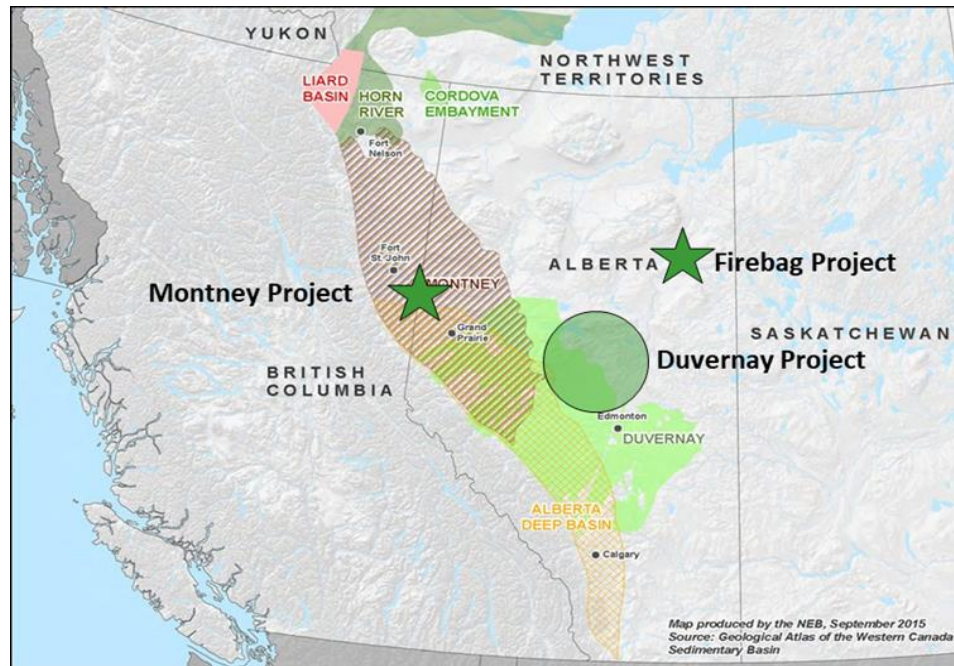 YUKON
NORTHWEST
TERRITORIES
LIARD
BASIN
HORN
RIVER
CORDOVA
EMBAYMENT
Fort
Nelson
Fort
St. John
ALBERTA
Firebag Project
Montney Project
MONTNEY
Grand
Prairie
SASKATCHEWAN
Duvernay Project
BRITISH
COLUMBIA
Edmonton
DUVERNAY
ALBERTA
DEEP BASIN
Calgary
Map produced by the NEB, September 2015
Source: Geological Atlas of the Western Canada
Sedimentary Basin